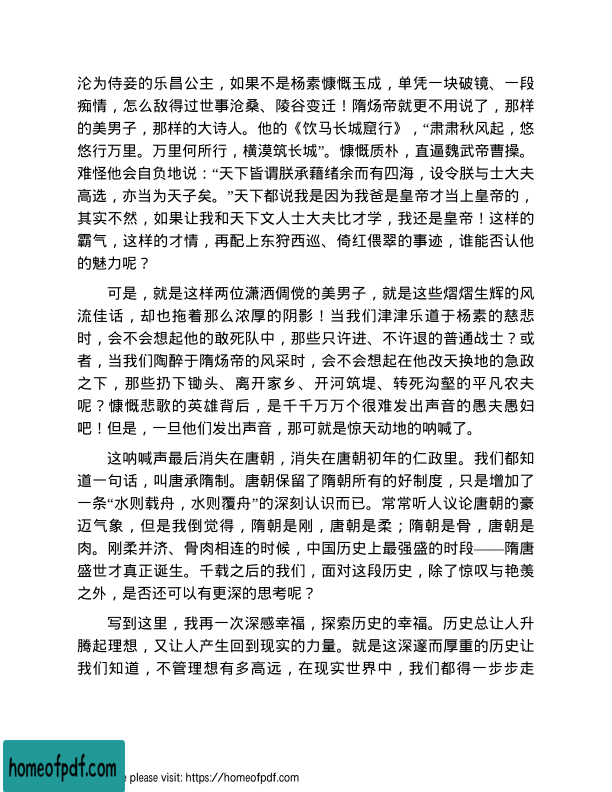 沦为侍妾的乐昌公主，如果不是杨素慷慨玉成，单凭一块破镜、一段
痴情，怎么敌得过世事沧桑、陵谷变迁！隋炀帝就更不用说了，那样
的美男子，那样的大诗人。他的《饮马长城窟行》，“肃肃秋风起，悠
悠行万里。万里何所行，横漠筑长城”。慷慨质朴，直逼魏武帝曹操。
难怪他会自负地说：“天下皆谓朕承藉绪余而有四海，设令朕与士大夫
高选，亦当为天子矣。”天下都说我是因为我爸是皇帝才当上皇帝的，
其实不然，如果让我和天下文人士大夫比才学，我还是皇帝！这样的
霸气，这样的才情，再配上东狩西巡、倚红偎翠的事迹，谁能否认他
的魅力呢？
可是，就是这样两位潇洒倜傥的美男子，就是这些熠熠生辉的风
流佳话，却也拖着那么浓厚的阴影！当我们津津乐道于杨素的慈悲
时，会不会想起他的敢死队中，那些只许进、不许退的普通战士？或
者，当我们陶醉于隋炀帝的风采时，会不会想起在他改天换地的急政
之下，那些扔下锄头、离开家乡、开河筑堤、转死沟壑的平凡农夫
呢？慷慨悲歌的英雄背后，是千千万万个很难发出声音的愚夫愚妇
吧！但是，一旦他们发出声音，那可就是惊天动地的呐喊了。
这呐喊声最后消失在唐朝，消失在唐朝初年的仁政里。我们都知
道一句话，叫唐承隋制。唐朝保留了隋朝所有的好制度，只是增加了
一条“水则载舟，水则覆舟”的深刻认识而已。常常听人议论唐朝的豪
迈气象，但是我倒觉得，隋朝是刚，唐朝是柔；隋朝是骨，唐朝是
肉。刚柔并济、骨肉相连的时候，中国历史上最强盛的时段——隋唐
盛世才真正诞生。千载之后的我们，面对这段历史，除了惊叹与艳羡
之外，是否还可以有更深的思考呢？
写到这里，我再一次深感幸福，探索历史的幸福。历史总让人升
腾起理想，又让人产生回到现实的力量。就是这深邃而厚重的历史让
我们知道，不管理想有多高远，在现实世界中，我们都得一步步走
homeofpdf.com
e please visit: https://homeofpdf.com